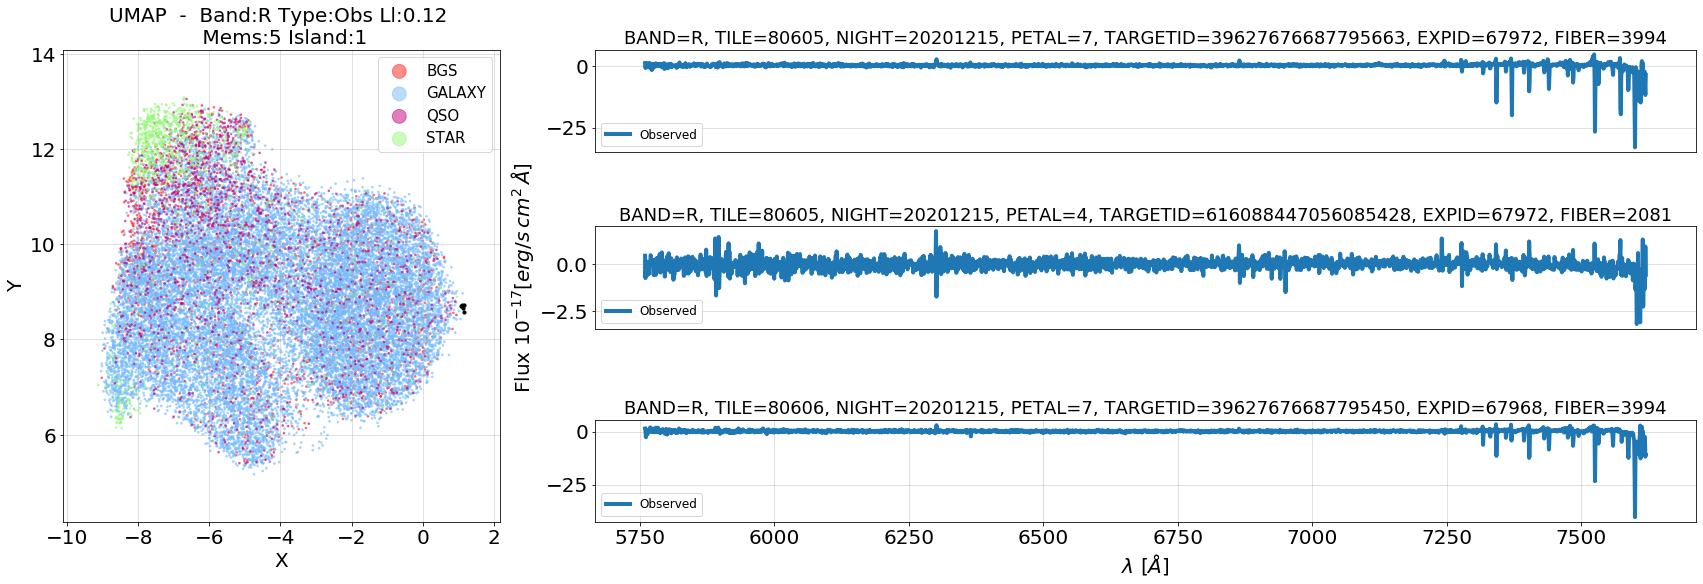 UMAP - Band:R Type:Obs Ll:0.12
Mems:5 Island:1
14
12
10
8
6
Y
−10 −8 −6 −4 −2 0 2
X
BGS
GALAXY
QSO
STAR
Flux 10⁻¹⁷[erg/s cm² Å]
BAND=R, TILE=80605, NIGHT=20201215, PETAL=7, TARGETID=39627676687795663, EXPID=67972, FIBER=3994
0
−25
Observed
BAND=R, TILE=80605, NIGHT=20201215, PETAL=4, TARGETID=616088447056085428, EXPID=67972, FIBER=2081
0.0
−2.5
Observed
BAND=R, TILE=80606, NIGHT=20201215, PETAL=7, TARGETID=39627676687795450, EXPID=67968, FIBER=3994
0
−25
Observed
5750 6000 6250 6500 6750 7000 7250 7500
λ [Å]